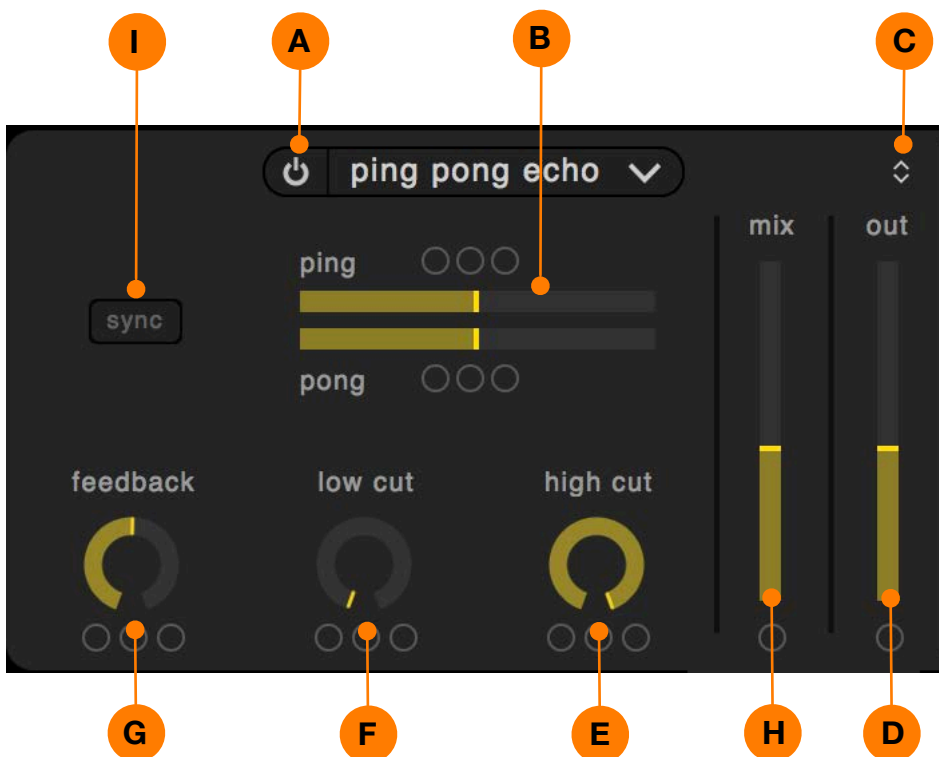 I A B C
ping pong echo
mix out
ping
sync
pong
feedback low cut high cut
G F E H D